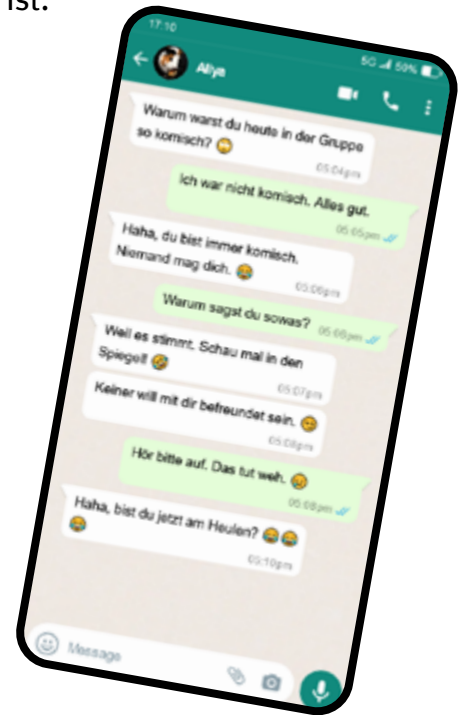 ist.
17:10
5G 59%
Aliya
Warum warst du heute in der Gruppe
so komisch? 🙄
05:04pm
Ich war nicht komisch. Alles gut.
05:05pm
Haha, du bist immer komisch.
Niemand mag dich. 😂
05:06pm
Warum sagst du sowas?
05:06pm
Weil es stimmt. Schau mal in den
Spiegel! 🤣
05:07pm
Keiner will mit dir befreundet sein. 😊
05:08pm
Hör bitte auf. Das tut weh. 😢
05:08pm
Haha, bist du jetzt am Heulen? 😂😂
😂
05:10pm
Message